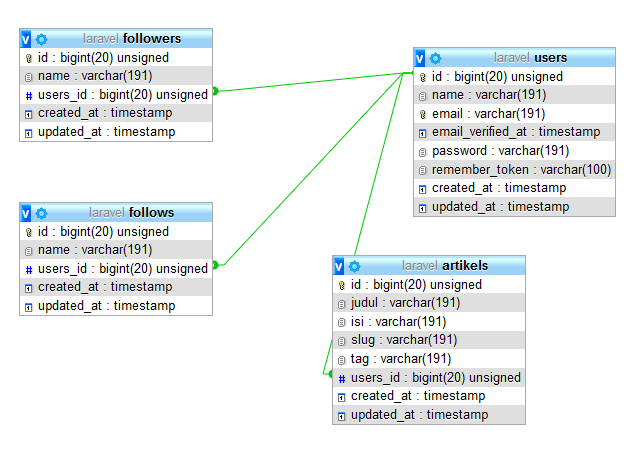 v laravel followers
id : bigint(20) unsigned
name : varchar(191)
# users_id : bigint(20) unsigned
created_at : timestamp
updated_at : timestamp
v laravel users
id : bigint(20) unsigned
name : varchar(191)
email : varchar(191)
email_verified_at : timestamp
password : varchar(191)
remember_token : varchar(100)
created_at : timestamp
updated_at : timestamp
v laravel follows
id : bigint(20) unsigned
name : varchar(191)
# users_id : bigint(20) unsigned
created_at : timestamp
updated_at : timestamp
v laravel artikels
id : bigint(20) unsigned
judul : varchar(191)
isi : varchar(191)
slug : varchar(191)
tag : varchar(191)
# users_id : bigint(20) unsigned
created_at : timestamp
updated_at : timestamp